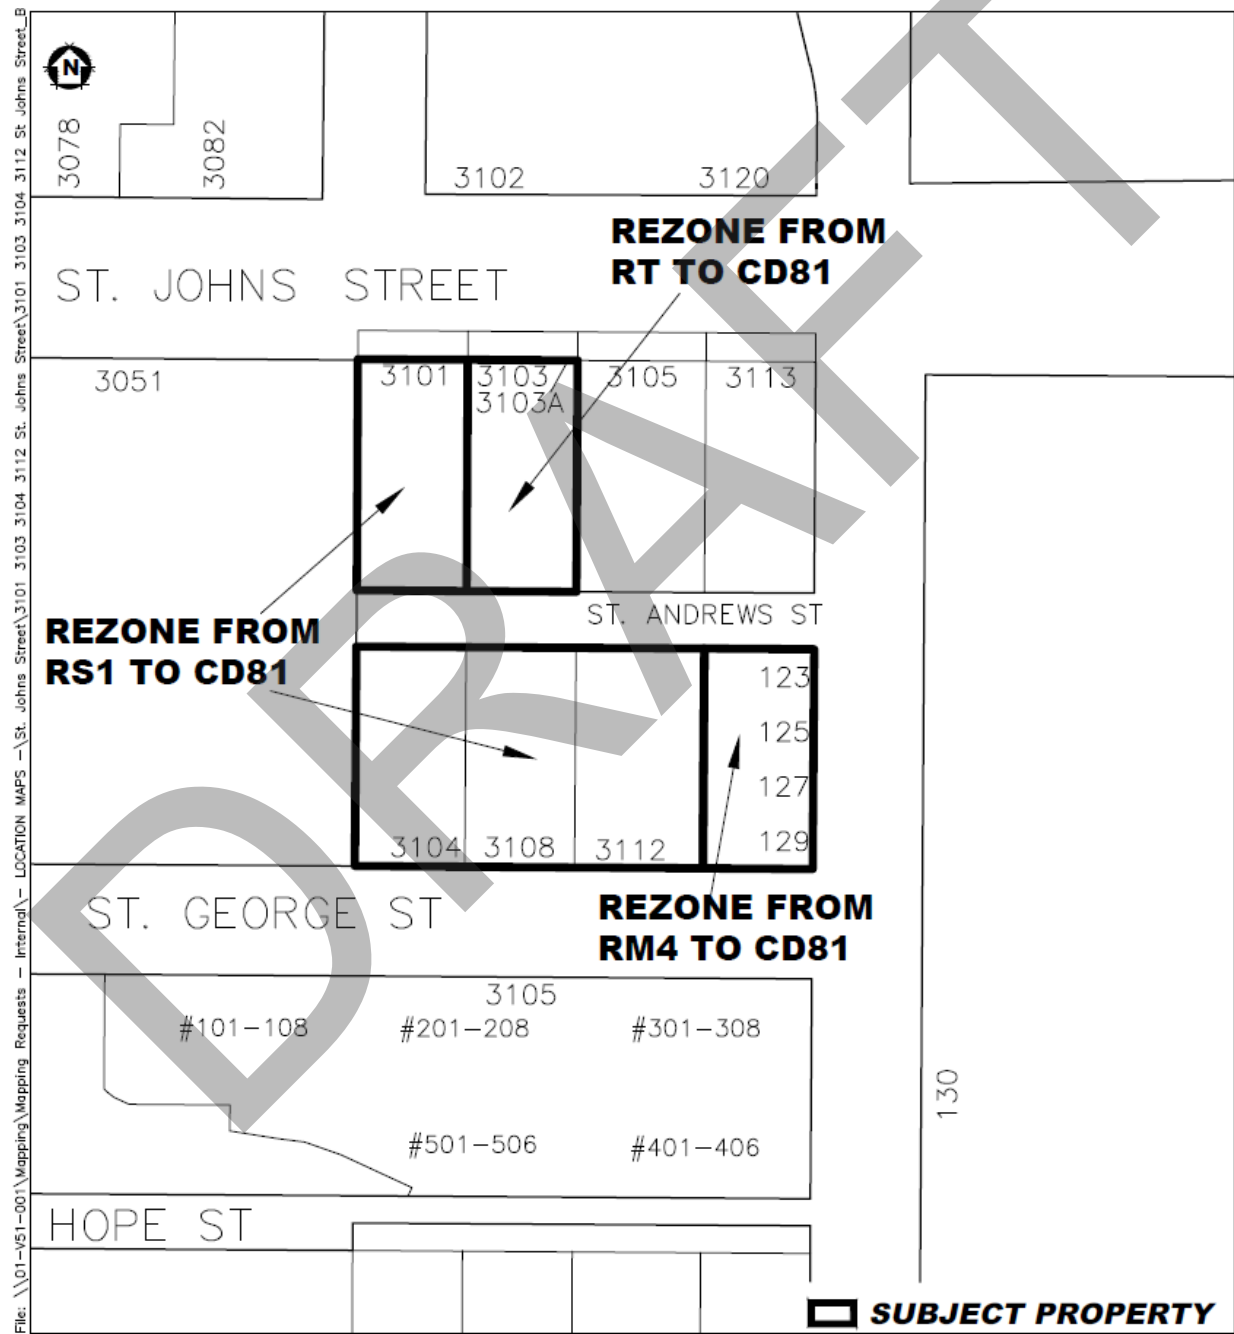 File: \\01-VS1-001\Mapping\Mapping Requests - Internal\- LOCATION MAPS -\St. Johns Street\3101 3103 3104 3112 St. Johns Street\3101 3103 3104 3112 St Johns Street_B
N
3078
3082
3102
3120
REZONE FROM
RT TO CD81
ST. JOHNS STREET
3051
3101
3103
3103A
3105
3113
ST. ANDREWS ST
REZONE FROM
RS1 TO CD81
123
125
127
129
3104
3108
3112
REZONE FROM
RM4 TO CD81
ST. GEORGE ST
3105
#101-108
#201-208
#301-308
#501-506
#401-406
130
HOPE ST
SUBJECT PROPERTY
DRAFT